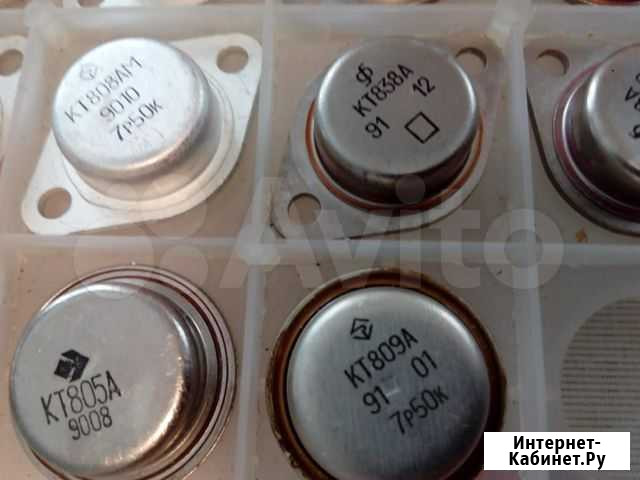 КТ808АМ
9010
7р50к
КТ838А
91 12
КТ805А
9008
КТ809А
91 01
7р50к
Avito
Интернет-
Кабинет.Ру